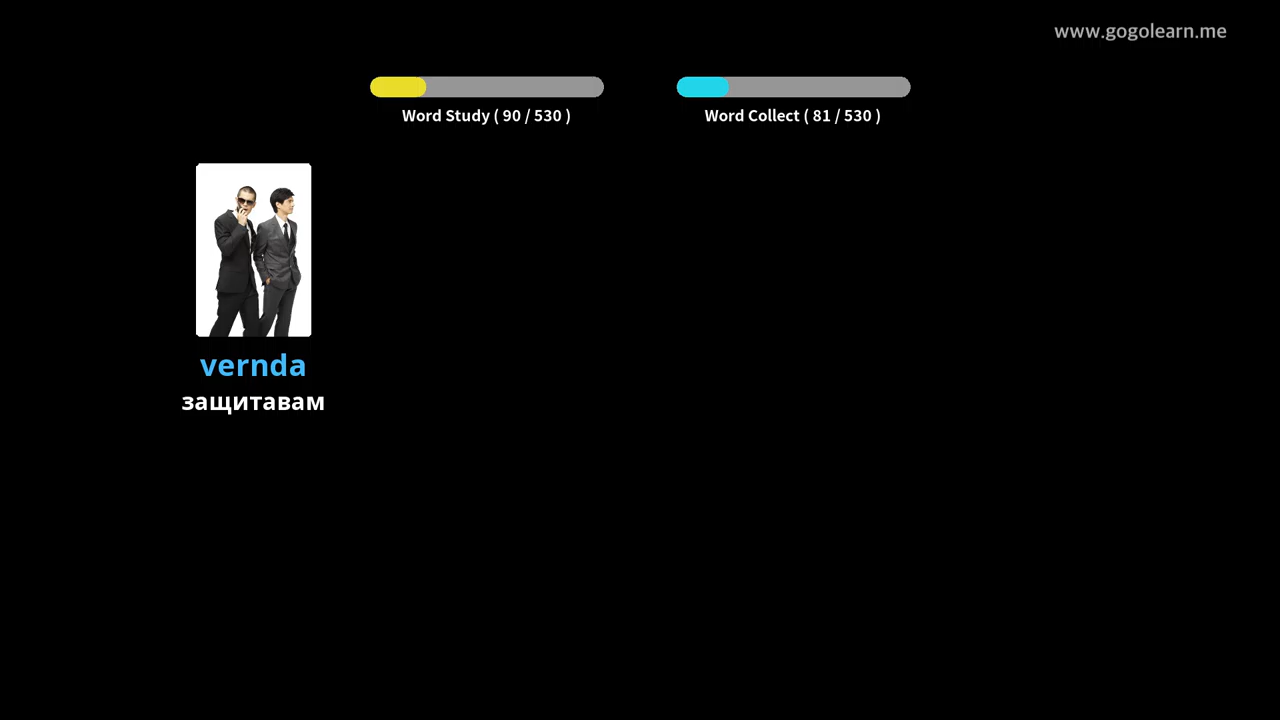 www.gogolearn.me
Word Study ( 90 / 530 )
Word Collect ( 81 / 530 )
vernda
защитавам